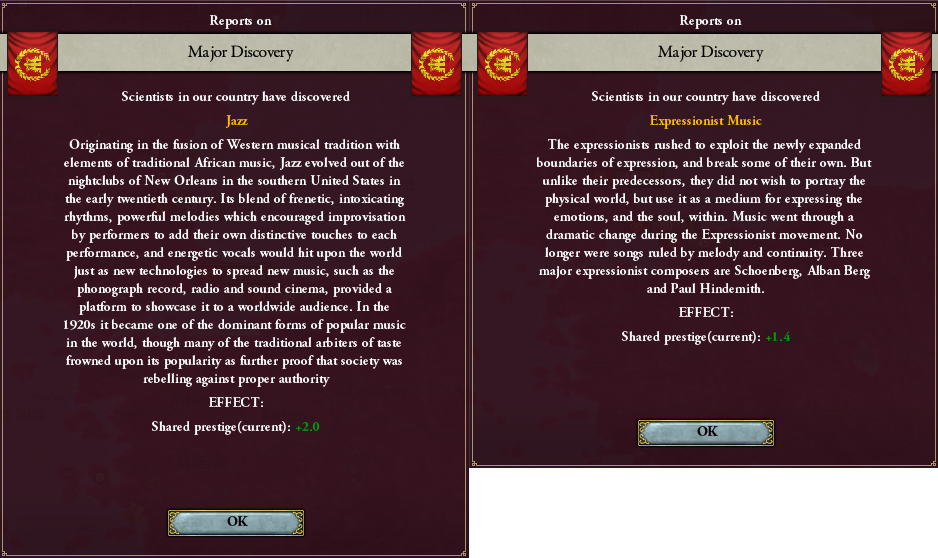 Reports on
Major Discovery
Scientists in our country have discovered
Jazz
Originating in the fusion of Western musical tradition with
elements of traditional African music, Jazz evolved out of the
nightclubs of New Orleans in the southern United States in
the early twentieth century. Its blend of frenetic, intoxicating
rhythms, powerful melodies which encouraged improvisation
by performers to add their own distinctive touches to each
performance, and energetic vocals would hit upon the world
just as new technologies to spread new music, such as the
phonograph record, radio and sound cinema, provided a
platform to showcase it to a worldwide audience. In the
1920s it became one of the dominant forms of popular music
in the world, though many of the traditional arbiters of taste
frowned upon its popularity as further proof that society was
rebelling against proper authority
EFFECT:
Shared prestige(current): +2.0
OK
Reports on
Major Discovery
Scientists in our country have discovered
Expressionist Music
The expressionists rushed to exploit the newly expanded
boundaries of expression, and break some of their own. But
unlike their predecessors, they did not wish to portray the
physical world, but use it as a medium for expressing the
emotions, and the soul, within. Music went through a
dramatic change during the Expressionist movement. No
longer were songs ruled by melody and continuity. Three
major expressionist composers are Schoenberg, Alban Berg
and Paul Hindemith.
EFFECT:
Shared prestige(current): +1.4
OK